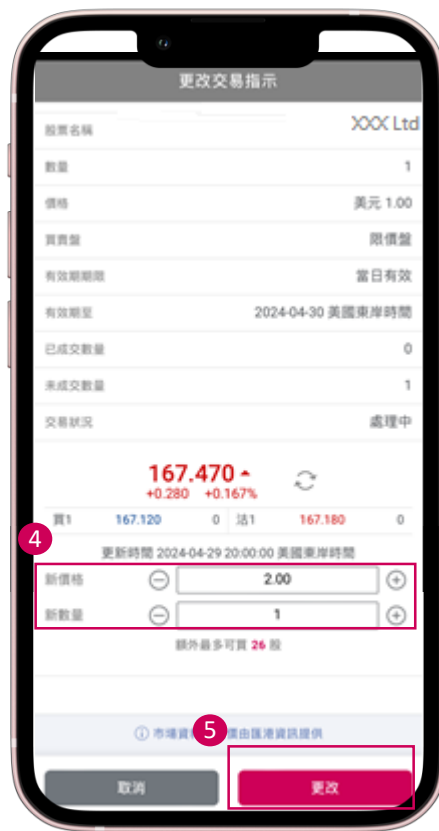 更改交易指示
股票名稱 XXX Ltd
數量 1
價格 美元 1.00
買賣盤 限價盤
有效期期限 當日有效
有效期至 2024-04-30 美國東岸時間
已成交數量 0
未成交數量 1
交易狀況 處理中
167.470
+0.280 +0.167%
買1 167.120 0 沽1 167.180 0
4
更新時間 2024-04-29 20:00:00 美國東岸時間
新價格 2.00
新數量 1
額外最多可買 26 股
市場資 由匯港資訊提供
5
取消 更改